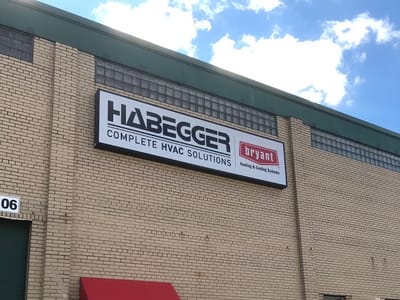 HABEGGER
COMPLETE HVAC SOLUTIONS
bryant
Heating & Cooling Systems
06